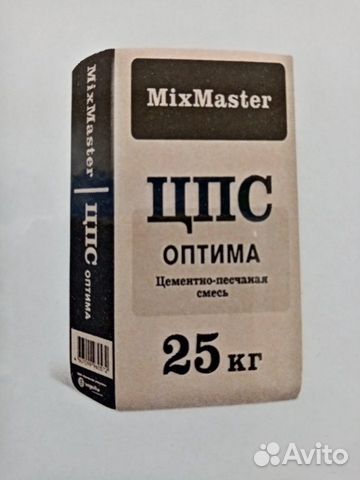 MixMaster
ЦПС
ОПТИМА
Цементно-песчаная
смесь
25 кг
MixMaster | ЦПС ОПТИМА
Avito